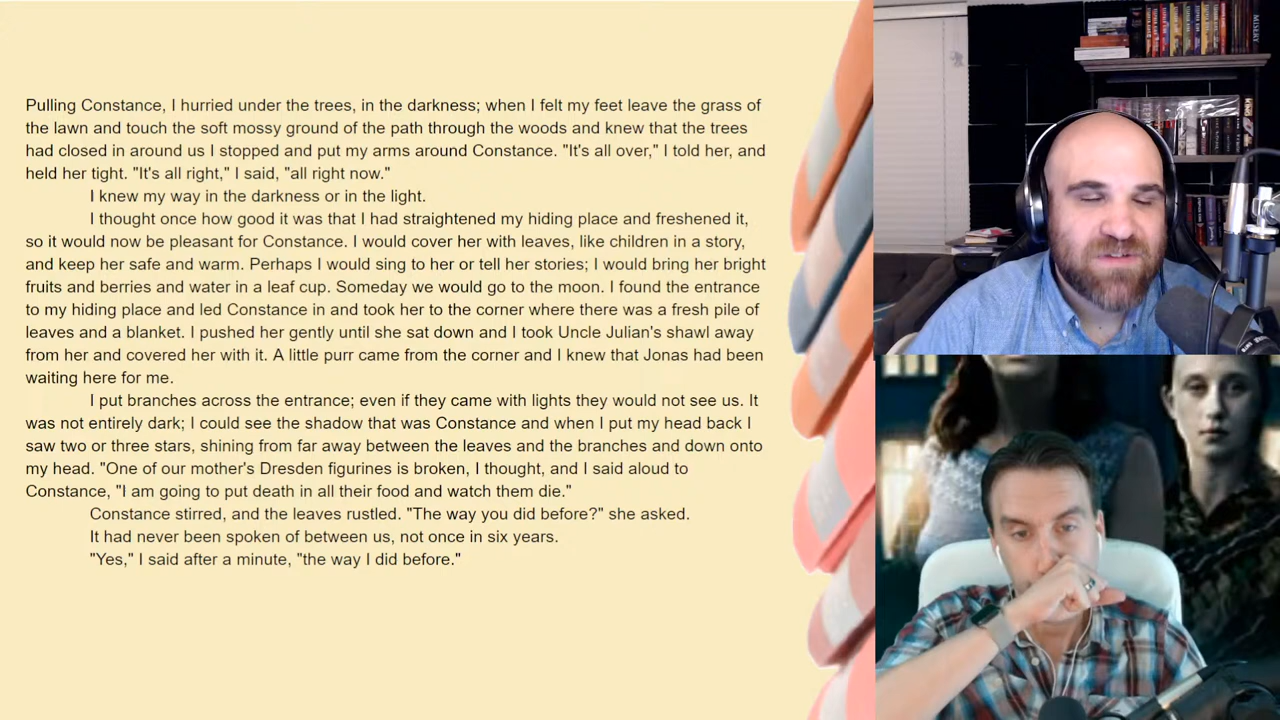 Pulling Constance, I hurried under the trees, in the darkness; when I felt my feet leave the grass of
the lawn and touch the soft mossy ground of the path through the woods and knew that the trees
had closed in around us I stopped and put my arms around Constance. "It's all over," I told her, and
held her tight. "It's all right," I said, "all right now."
I knew my way in the darkness or in the light.
I thought once how good it was that I had straightened my hiding place and freshened it,
so it would now be pleasant for Constance. I would cover her with leaves, like children in a story,
and keep her safe and warm. Perhaps I would sing to her or tell her stories; I would bring her bright
fruits and berries and water in a leaf cup. Someday we would go to the moon. I found the entrance
to my hiding place and led Constance in and took her to the corner where there was a fresh pile of
leaves and a blanket. I pushed her gently until she sat down and I took Uncle Julian's shawl away
from her and covered her with it. A little purr came from the corner and I knew that Jonas had been
waiting here for me.
I put branches across the entrance; even if they came with lights they would not see us. It
was not entirely dark; I could see the shadow that was Constance and when I put my head back I
saw two or three stars, shining from far away between the leaves and the branches and down onto
my head. "One of our mother's Dresden figurines is broken, I thought, and I said aloud to
Constance, "I am going to put death in all their food and watch them die."
Constance stirred, and the leaves rustled. "The way you did before?" she asked.
It had never been spoken of between us, not once in six years.
"Yes," I said after a minute, "the way I did before."
MISERY
KING